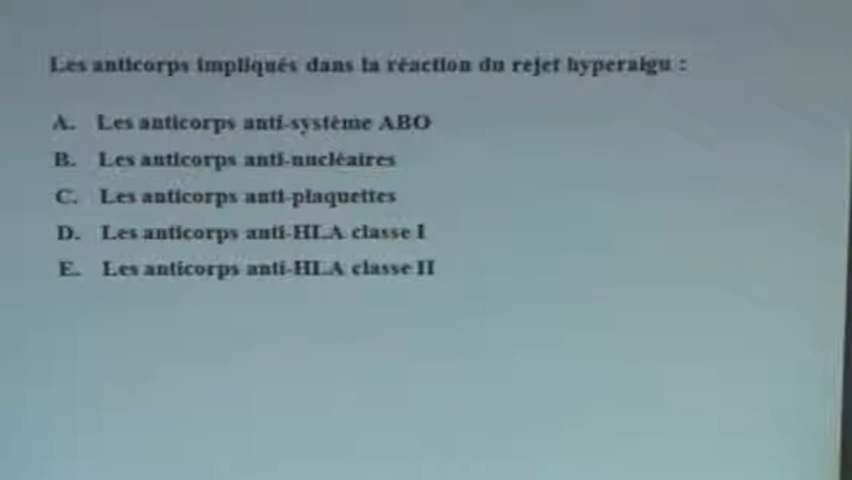 Les anticorps impliqués dans la réaction du rejet hyperaigu :
A. Les anticorps anti-système ABO
B. Les anticorps anti-nucléaires
C. Les anticorps anti-plaquettes
D. Les anticorps anti-HLA classe I
E. Les anticorps anti-HLA classe II